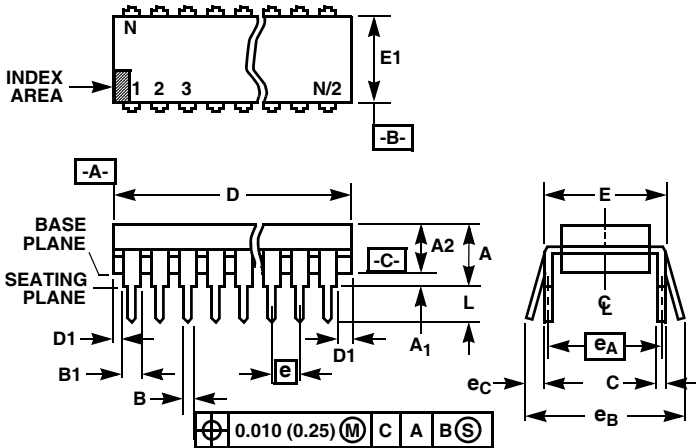 N
E1
INDEX
AREA
1 2 3 N/2
-B-
-A-
D
E
BASE
PLANE
A2
A
-C-
SEATING
PLANE
L
D1
A1
D1
℄
eA
B1
e
eC
C
B
eB
0.010 (0.25) Ⓜ C A B Ⓢ